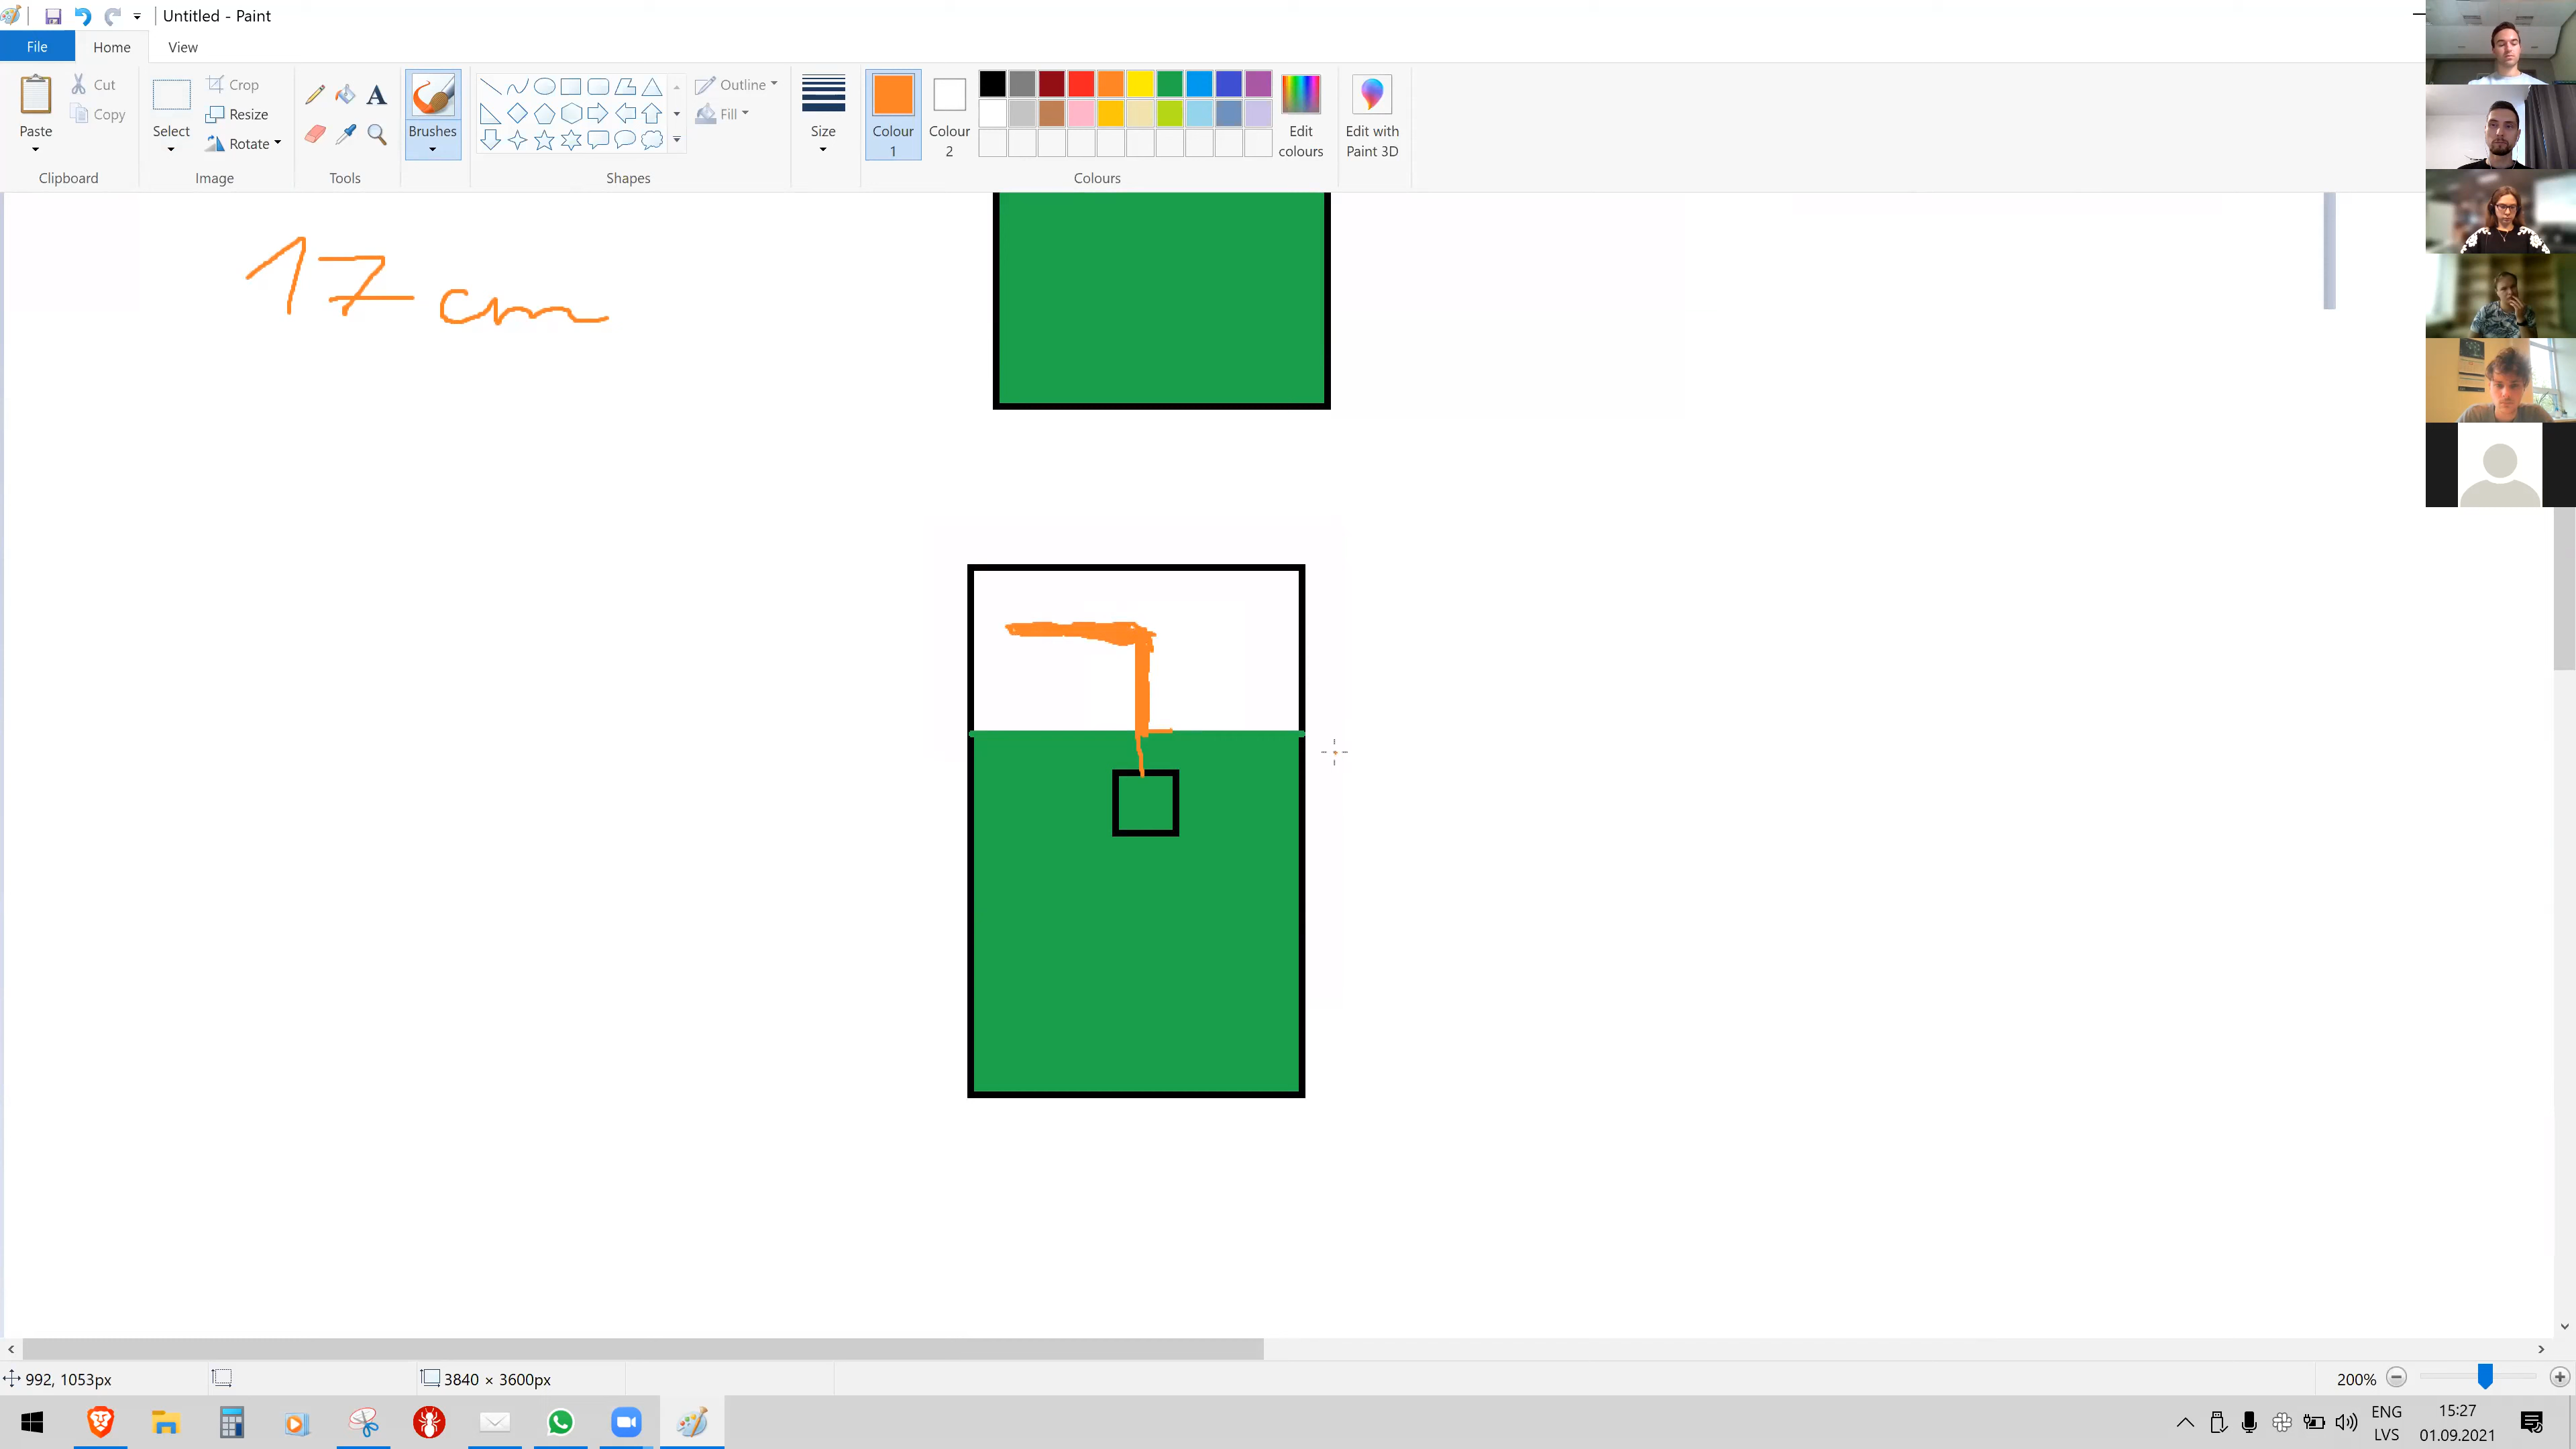 Untitled - Paint
File Home View
Paste
Cut
Copy
Clipboard
Select
Crop
Resize
Rotate
Image
A
Tools
Brushes
Outline
Fill
Shapes
Size
Colour 1
Colour 2
Edit colours
Colours
Edit with Paint 3D
17 cm
992, 1053px
3840 × 3600px
200%
ENG
LVS
15:27
01.09.2021